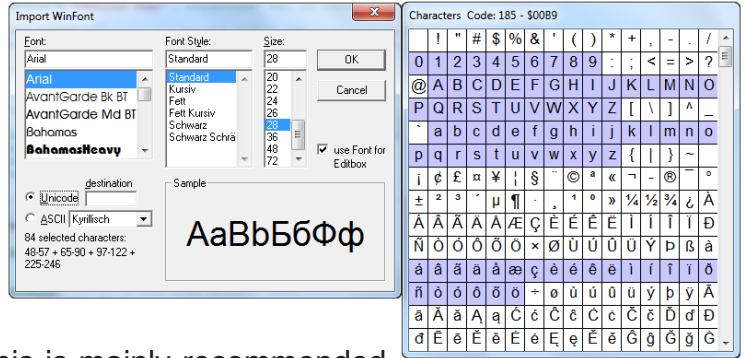 Import WinFont
Font: Font Style: Size:
Arial Standard 28 OK
Arial Standard 20
AvantGarde Bk BT Kursiv 22 Cancel
AvantGarde Md BT Fett 24
Bahamas Fett Kursiv 26
BahamasHeavy Schwarz 28
Schwarz Schrä 36
48
72
use Font for
Editbox
destination
Unicode
ASCII Kyrillisch
84 selected characters:
48-57 + 65-90 + 97-122 +
225-246
Sample
AaBbБбФф
Characters Code: 185 - $00B9
! " # $ % & ' ( ) * + , - . /
0 1 2 3 4 5 6 7 8 9 : ; < = > ?
@ A B C D E F G H I J K L M N O
P Q R S T U V W X Y Z [ \ ] ^ _
` a b c d e f g h i j k l m n o
p q r s t u v w x y z { | } ~
¡ ¢ £ ¤ ¥ ¦ § ¨ © ª « ¬ - ® ¯ °
± ² ³ ´ µ ¶ · ¸ ¹ º » ¼ ½ ¾ ¿ À
Á Â Ã Ä Å Æ Ç È É Ê Ë Ì Í Î Ï Ð
Ñ Ò Ó Ô Õ Ö × Ø Ù Ú Û Ü Ý Þ ß à
á â ã ä å æ ç è é ê ë ì í î ï ð
ñ ò ó ô õ ö ÷ ø ù ú û ü ý þ ÿ Ā
ā Ă ă Ą ą Ć ć Ĉ ĉ Ċ ċ Č č Ď ď Đ
đ Ē ē Ĕ ĕ Ė ė Ę ę Ě ě Ĝ ĝ Ğ ğ Ġ
is mainly recommended